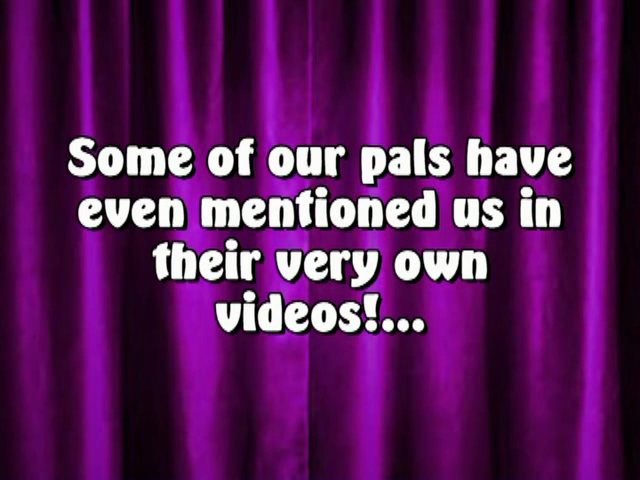 Some of our pals have
even mentioned us in
their very own
videos!...